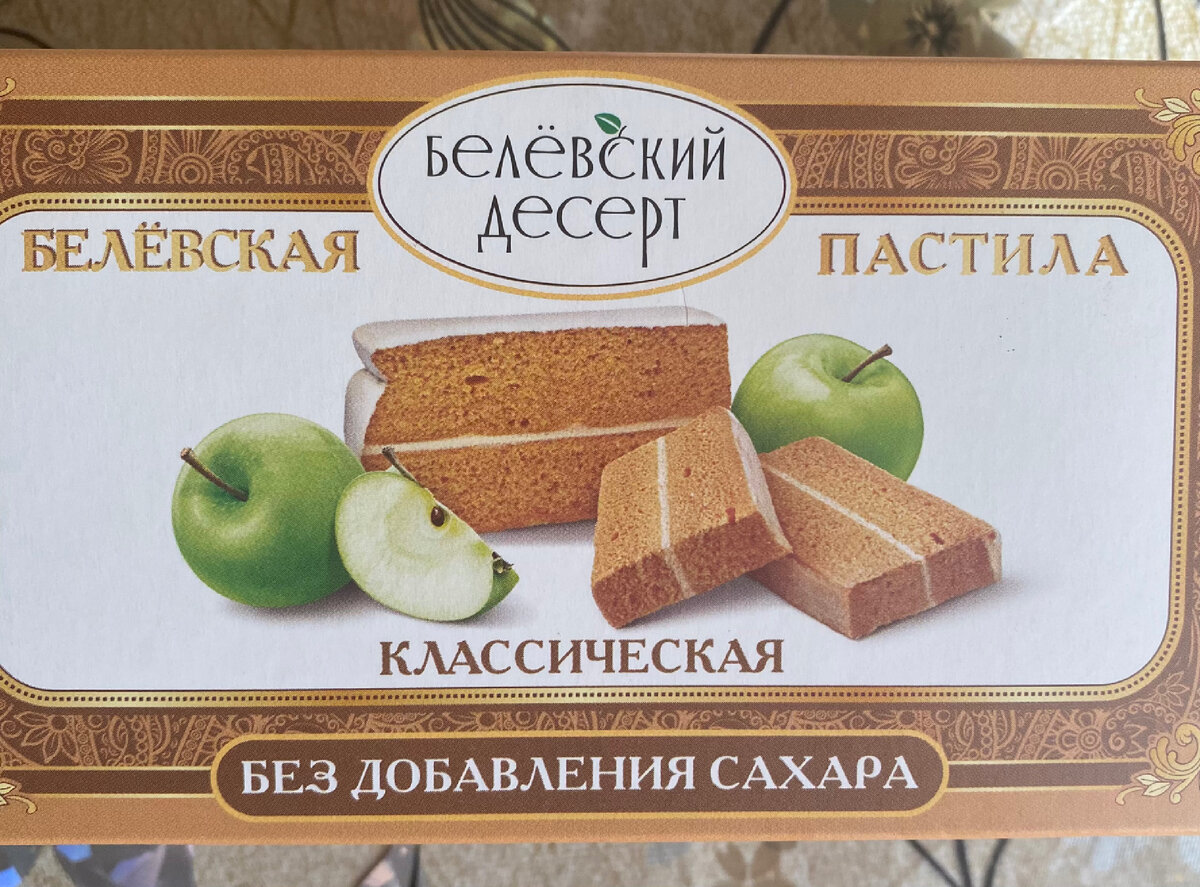 Белёвский
десерт
БЕЛЁВСКАЯ ПАСТИЛА
КЛАССИЧЕСКАЯ
БЕЗ ДОБАВЛЕНИЯ САХАРА